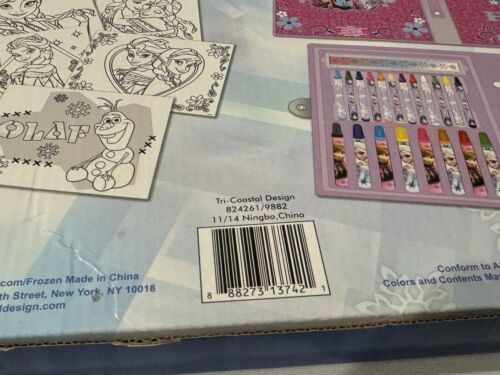 OLAF
Tri-Coastal Design
824261/9882
11/14 Ningbo,China
8 88273 13742 1
.com/Frozen Made in China
th Street, New York, NY 10018
ldesign.com
Conform to A
Colors and Contents Ma